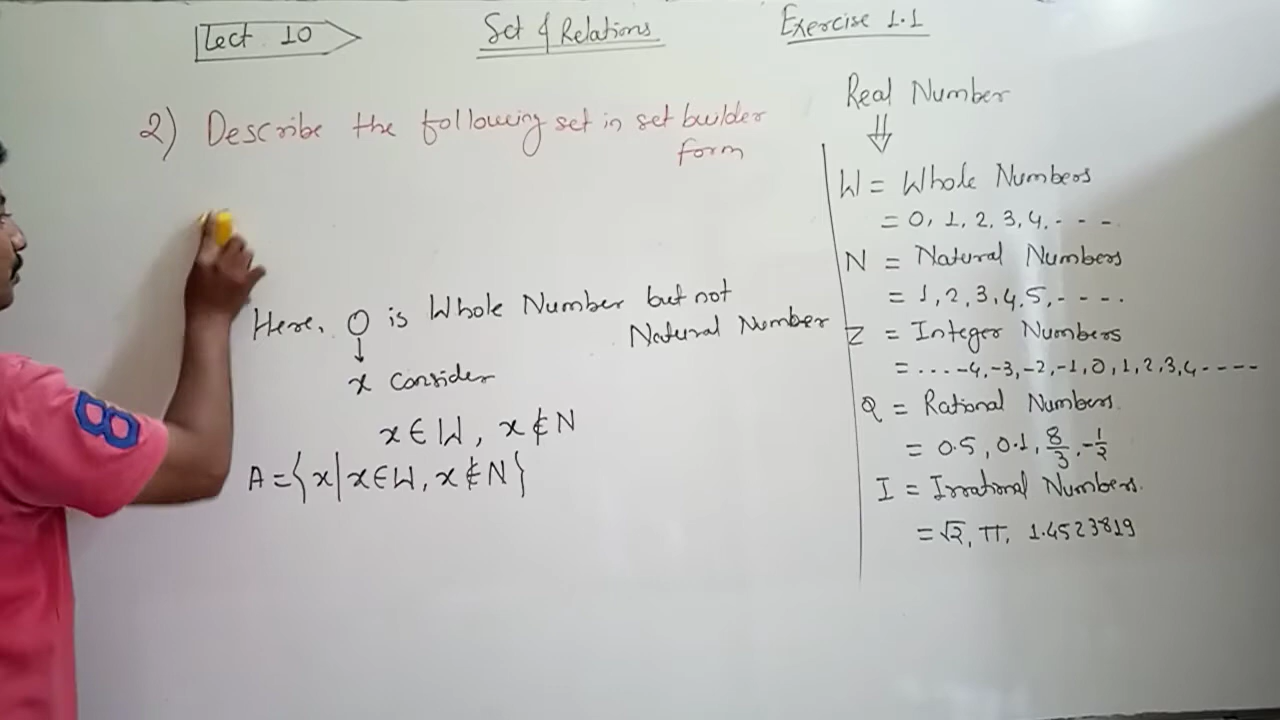 Lect 10
Set & Relations
Exercise 1.1
2) Describe the following set in set builder
form
Here, 0 is Whole Number but not
Natural Number
↓
x consider
x ∈ W, x ∉ N
A = {x | x ∈ W, x ∉ N}
Real Number
⇓
W = Whole Numbers
= 0, 1, 2, 3, 4, - - -
N = Natural Numbers
= 1, 2, 3, 4, 5, - - - -
Z = Integer Numbers
= ....-4, -3, -2, -1, 0, 1, 2, 3, 4 - - - -
Q = Rational Numbers.
= 0.5, 0.1, 8/3, -1/2
I = Irrational Numbers.
= √2, π, 1.4523819
8